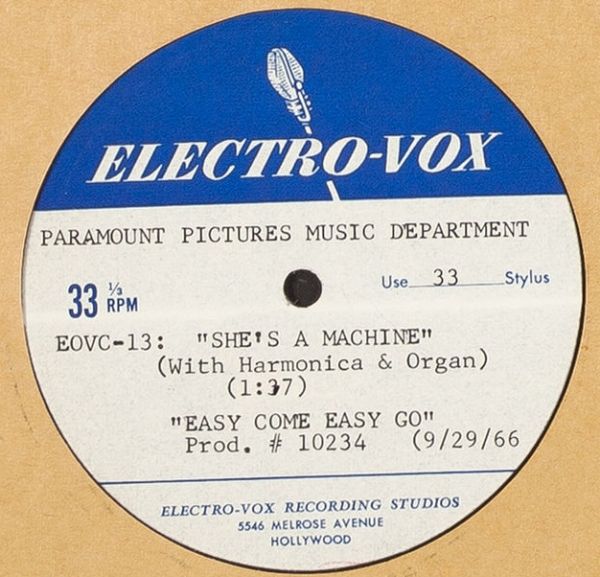 ELECTRO-VOX
PARAMOUNT PICTURES MUSIC DEPARTMENT
33 ⅓ RPM
Use 33 Stylus
EOVC-13: "SHE'S A MACHINE"
(With Harmonica & Organ)
(1:37)
"EASY COME EASY GO"
Prod. # 10234 (9/29/66
ELECTRO-VOX RECORDING STUDIOS
5546 MELROSE AVENUE
HOLLYWOOD